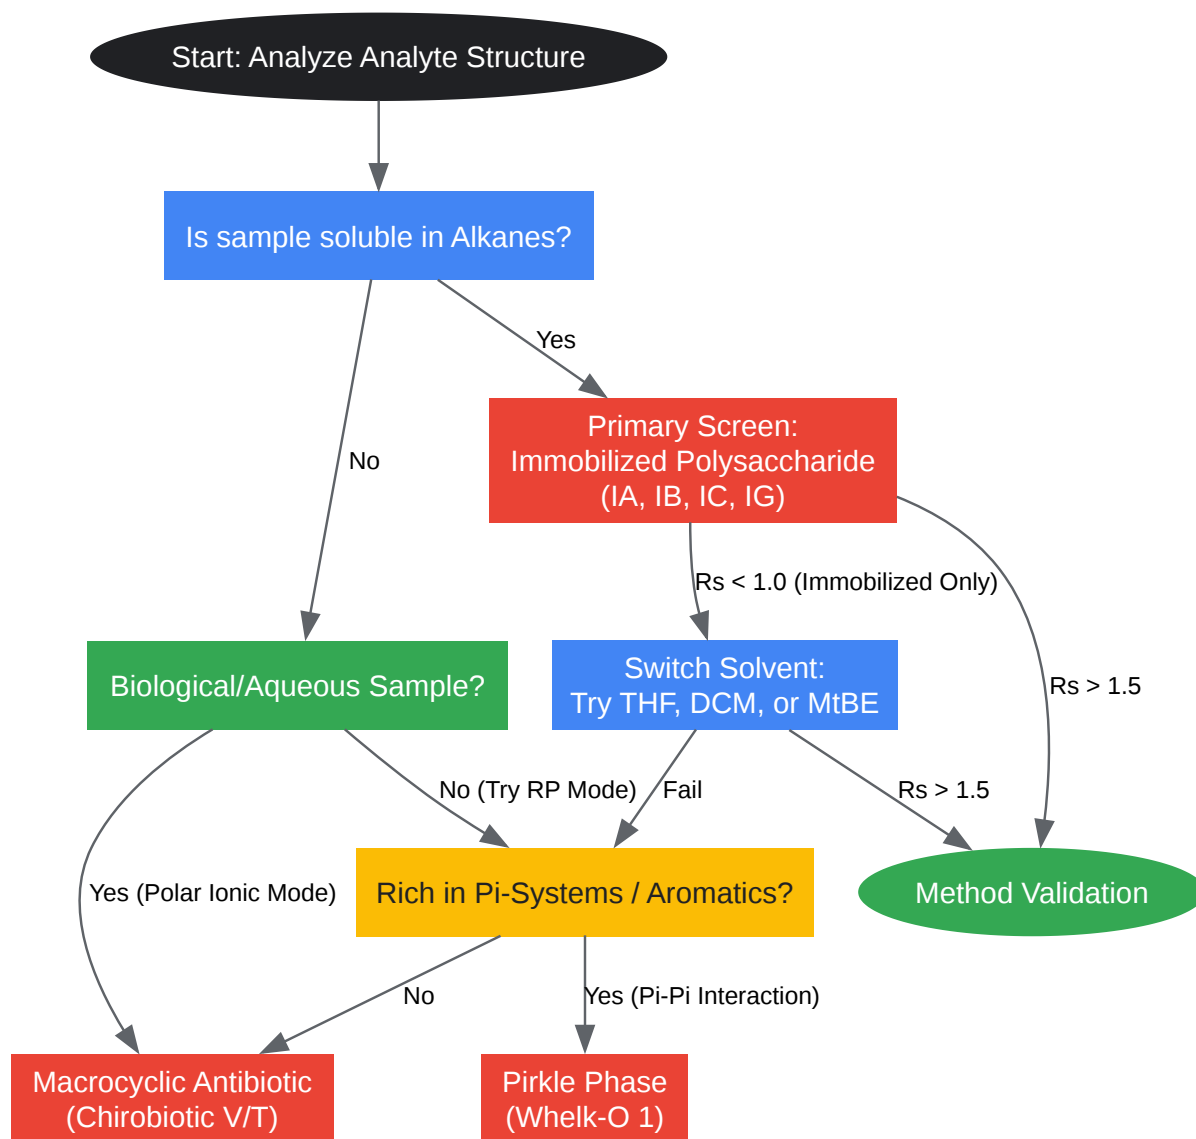 Start: Analyze Analyte Structure
Is sample soluble in Alkanes?
Yes
Primary Screen:
Immobilized Polysaccharide
(IA, IB, IC, IG)
No
Rs < 1.0 (Immobilized Only)
Biological/Aqueous Sample?
Switch Solvent:
Try THF, DCM, or MtBE
Rs > 1.5
No (Try RP Mode)
Fail
Rs > 1.5
Yes (Polar Ionic Mode)
Rich in Pi-Systems / Aromatics?
Method Validation
No
Yes (Pi-Pi Interaction)
Macrocyclic Antibiotic
(Chirobiotic V/T)
Pirkle Phase
(Whelk-O 1)